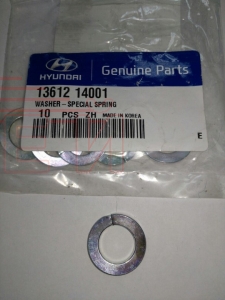 HYUNDAI
Genuine Parts
13612 14001
WASHER-SPECIAL SPRING
10 PCS ZH MADE IN KOREA
E